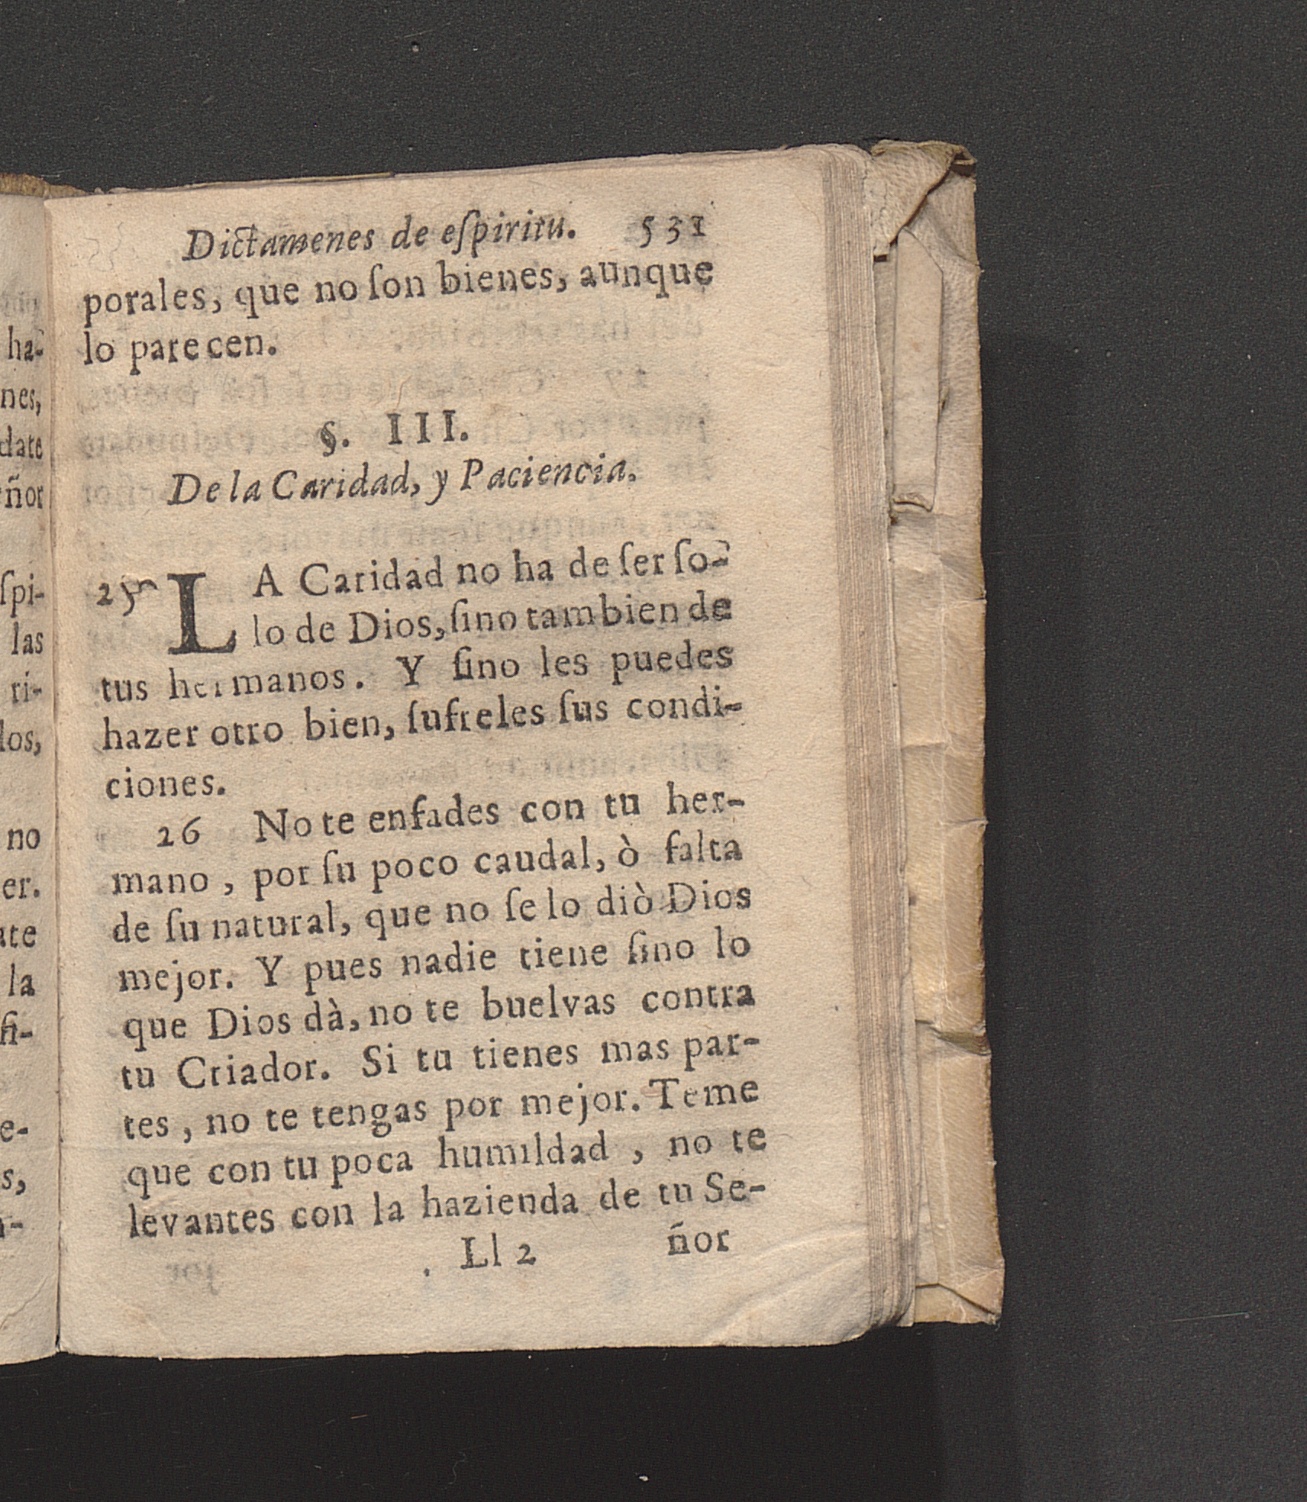 Dictamenes de eſpiritu. 531
porales, que no ſon bienes, aunque
lo parecen.
§. III.
De la Caridad, y Paciencia.
25 LA Caridad no ha de ſer ſo-
lo de Dios, ſino tambien de
tus hermanos. Y ſino les puedes
hazer otro bien, ſufreles ſus condi-
ciones.
26 No te enfades con tu her-
mano, por ſu poco caudal, ò falta
de ſu natural, que no ſe lo diò Dios
mejor. Y pues nadie tiene ſino lo
que Dios dà, no te buelvas contra
tu Criador. Si tu tienes mas par-
tes, no te tengas por mejor. Teme
que con tu poca humildad, no te
levantes con la hazienda de tu Se-
Ll 2 ñor